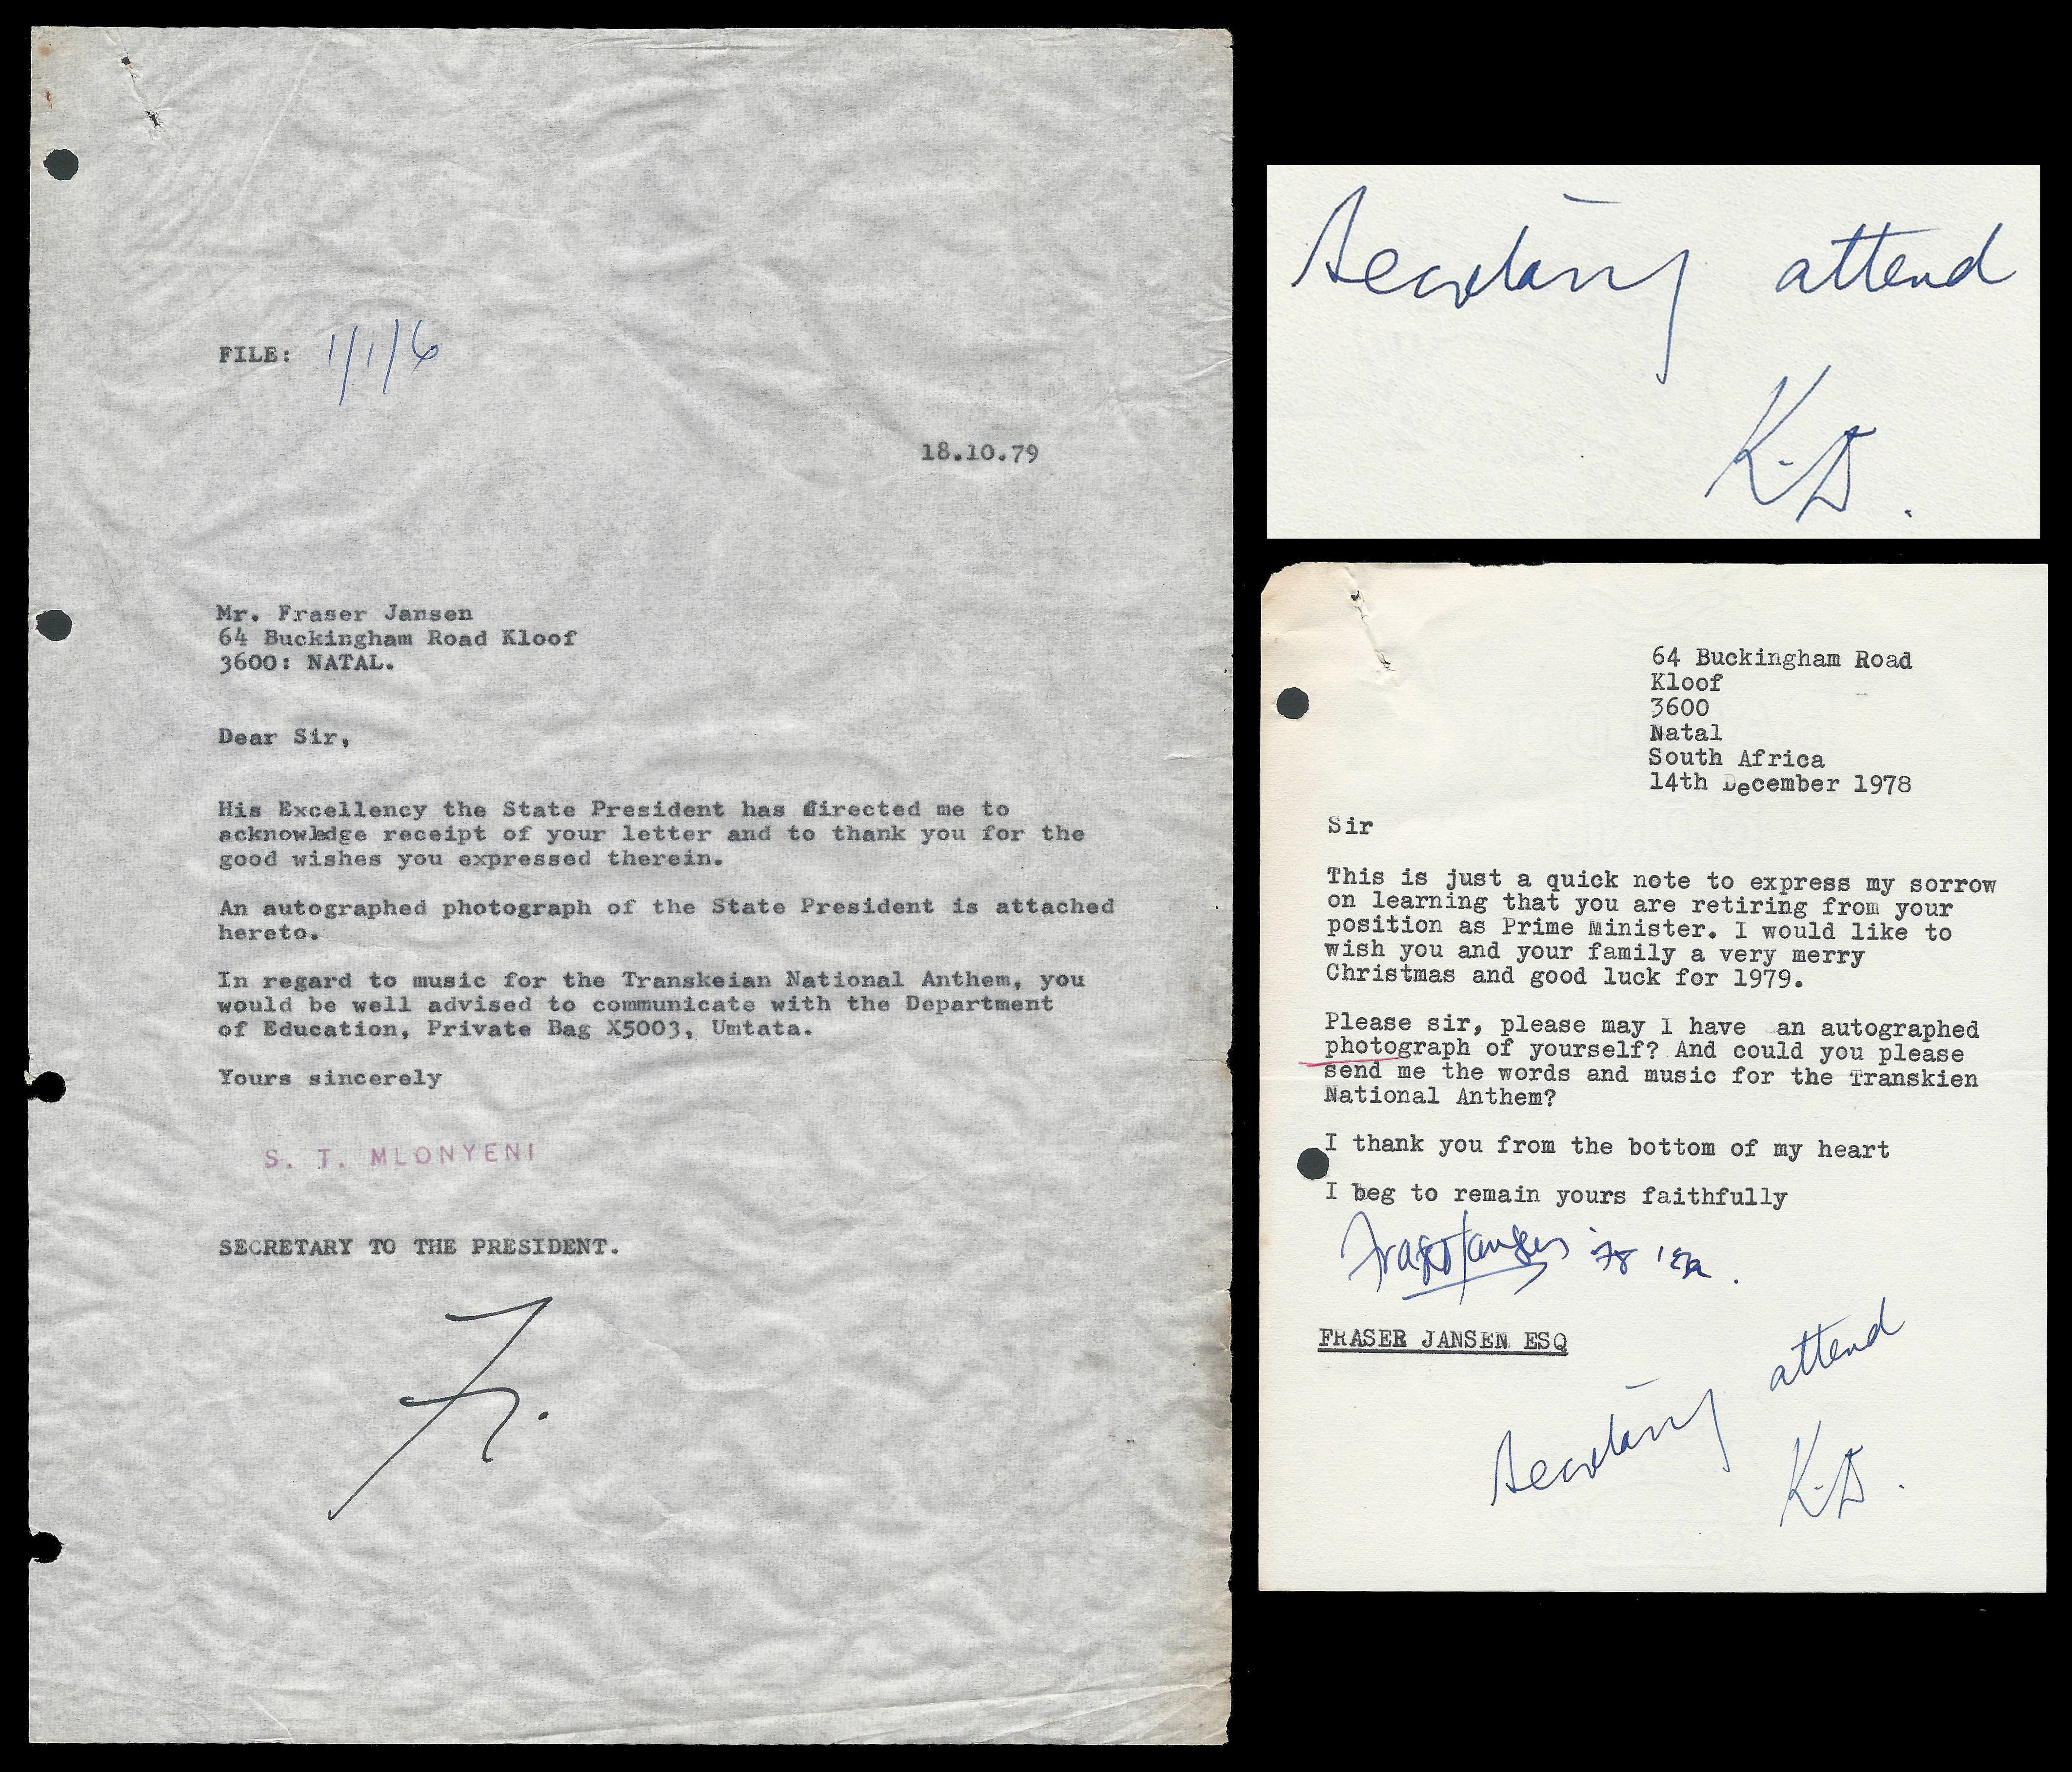 FILE: 1/1/6
18.10.79
Mr. Fraser Jansen
64 Buckingham Road Kloof
3600: NATAL.
Dear Sir,
His Excellency the State President has directed me to
acknowledge receipt of your letter and to thank you for the
good wishes you expressed therein.
An autographed photograph of the State President is attached
hereto.
In regard to music for the Transkeian National Anthem, you
would be well advised to communicate with the Department
of Education, Private Bag X5003, Umtata.
Yours sincerely
S. T. MLONYENI
SECRETARY TO THE PRESIDENT.
Secretary attend
K.D.
64 Buckingham Road
Kloof
3600
Natal
South Africa
14th December 1978
Sir
This is just a quick note to express my sorrow
on learning that you are retiring from your
position as Prime Minister. I would like to
wish you and your family a very merry
Christmas and good luck for 1979.
Please sir, please may I have an autographed
photograph of yourself? And could you please
send me the words and music for the Transkien
National Anthem?
I thank you from the bottom of my heart
I beg to remain yours faithfully
Fraser Jansen
FRASER JANSEN ESQ
Secretary attend
K.D.